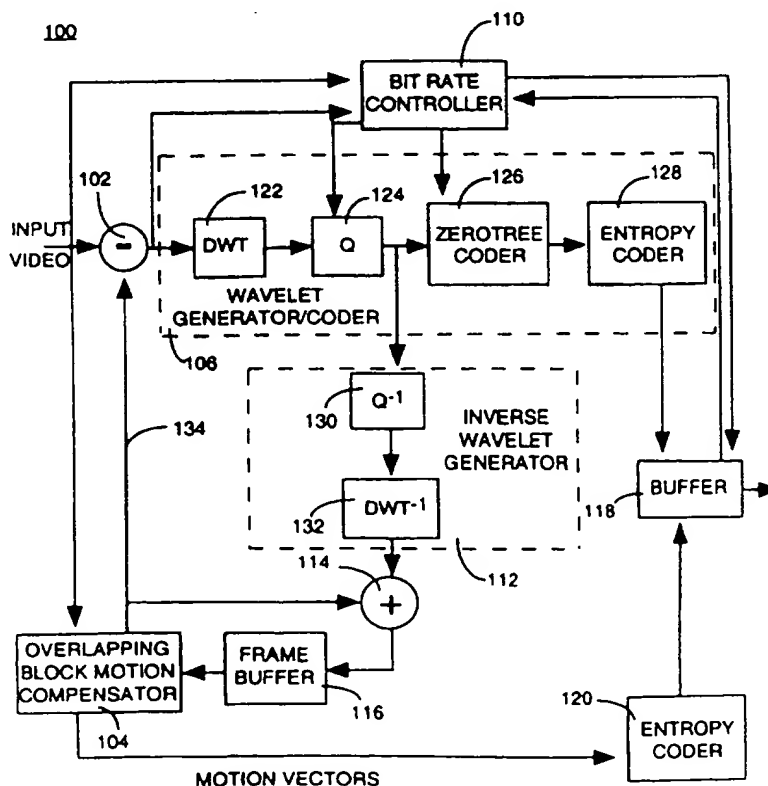 100
110
BIT RATE
CONTROLLER
102
122
124
126
128
INPUT
VIDEO
-
DWT
Q
ZEROTREE
CODER
ENTROPY
CODER
WAVELET
GENERATOR/CODER
106
130
Q-1
INVERSE
WAVELET
GENERATOR
134
132
DWT-1
118
BUFFER
114
112
+
OVERLAPPING
BLOCK MOTION
COMPENSATOR
FRAME
BUFFER
104
116
120
ENTROPY
CODER
MOTION VECTORS